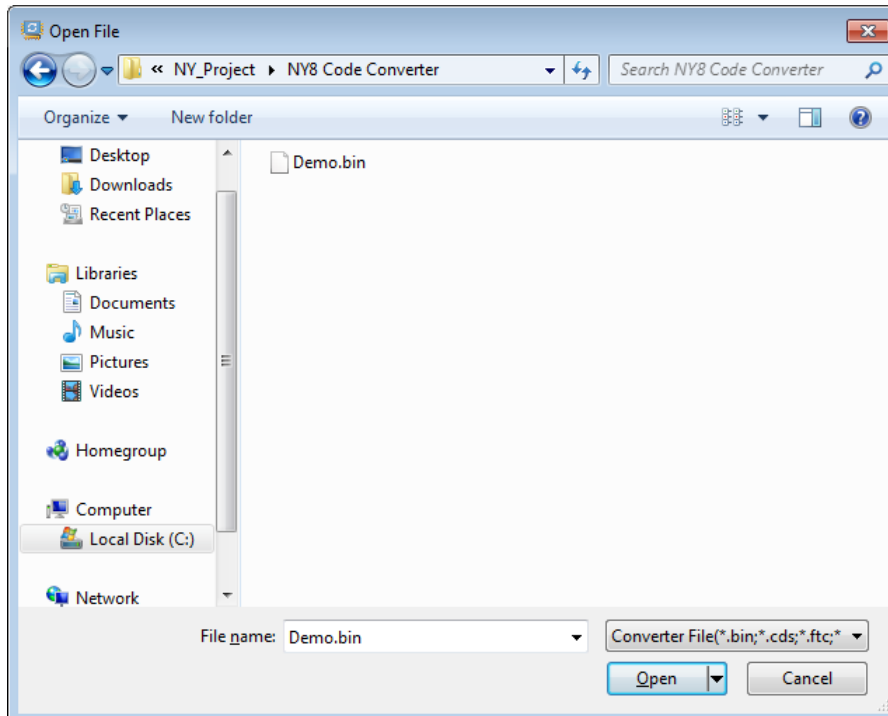 Open File
« NY_Project ▸ NY8 Code Converter
Search NY8 Code Converter
Organize
New folder
Desktop
Downloads
Recent Places
Libraries
Documents
Music
Pictures
Videos
Homegroup
Computer
Local Disk (C:)
Network
Demo.bin
File name: Demo.bin
Converter File(*.bin;*.cds;*.ftc;*
Open
Cancel